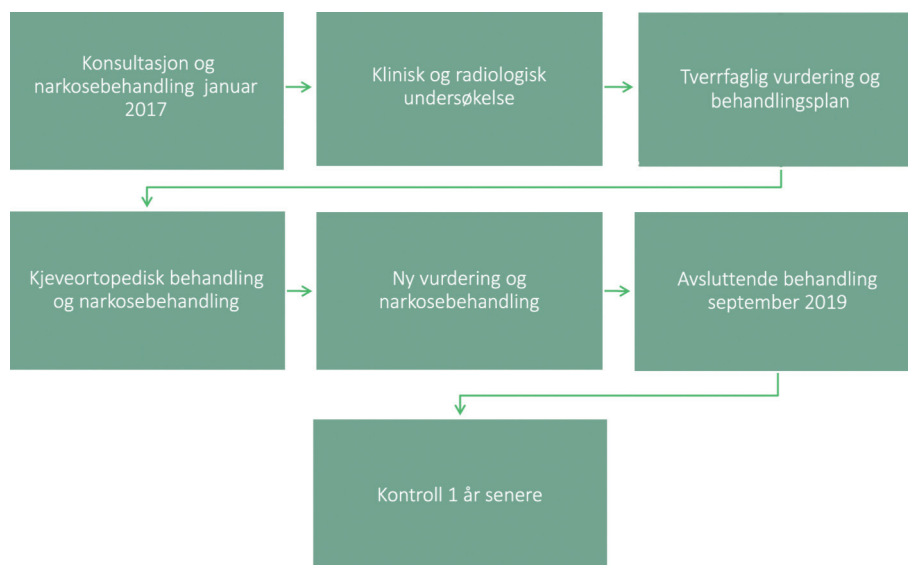 Konsultasjon og
narkosebehandling januar
2017
Klinisk og radiologisk
undersøkelse
Tverrfaglig vurdering og
behandlingsplan
Kjeveortopedisk behandling
og narkosebehandling
Ny vurdering og
narkosebehandling
Avsluttende behandling
september 2019
Kontroll 1 år senere